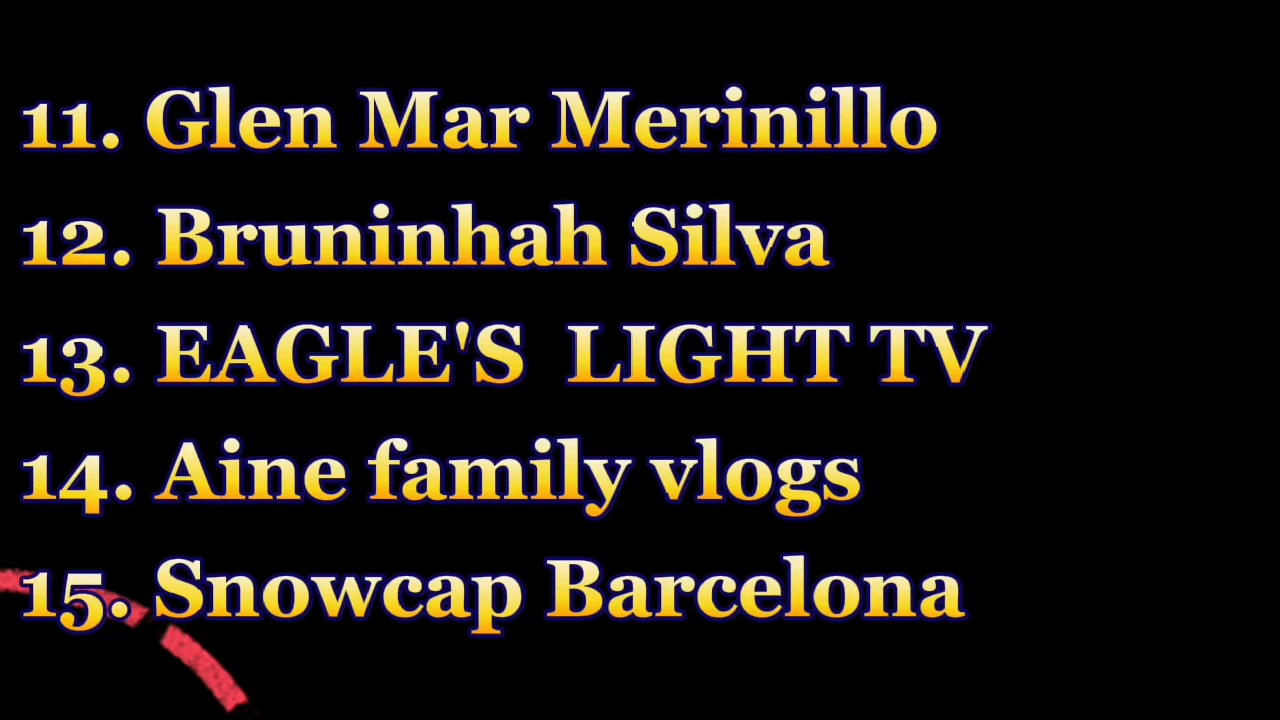 11. Glen Mar Merinillo
12. Bruninhah Silva
13. EAGLE'S  LIGHT TV
14. Aine family vlogs
15. Snowcap Barcelona